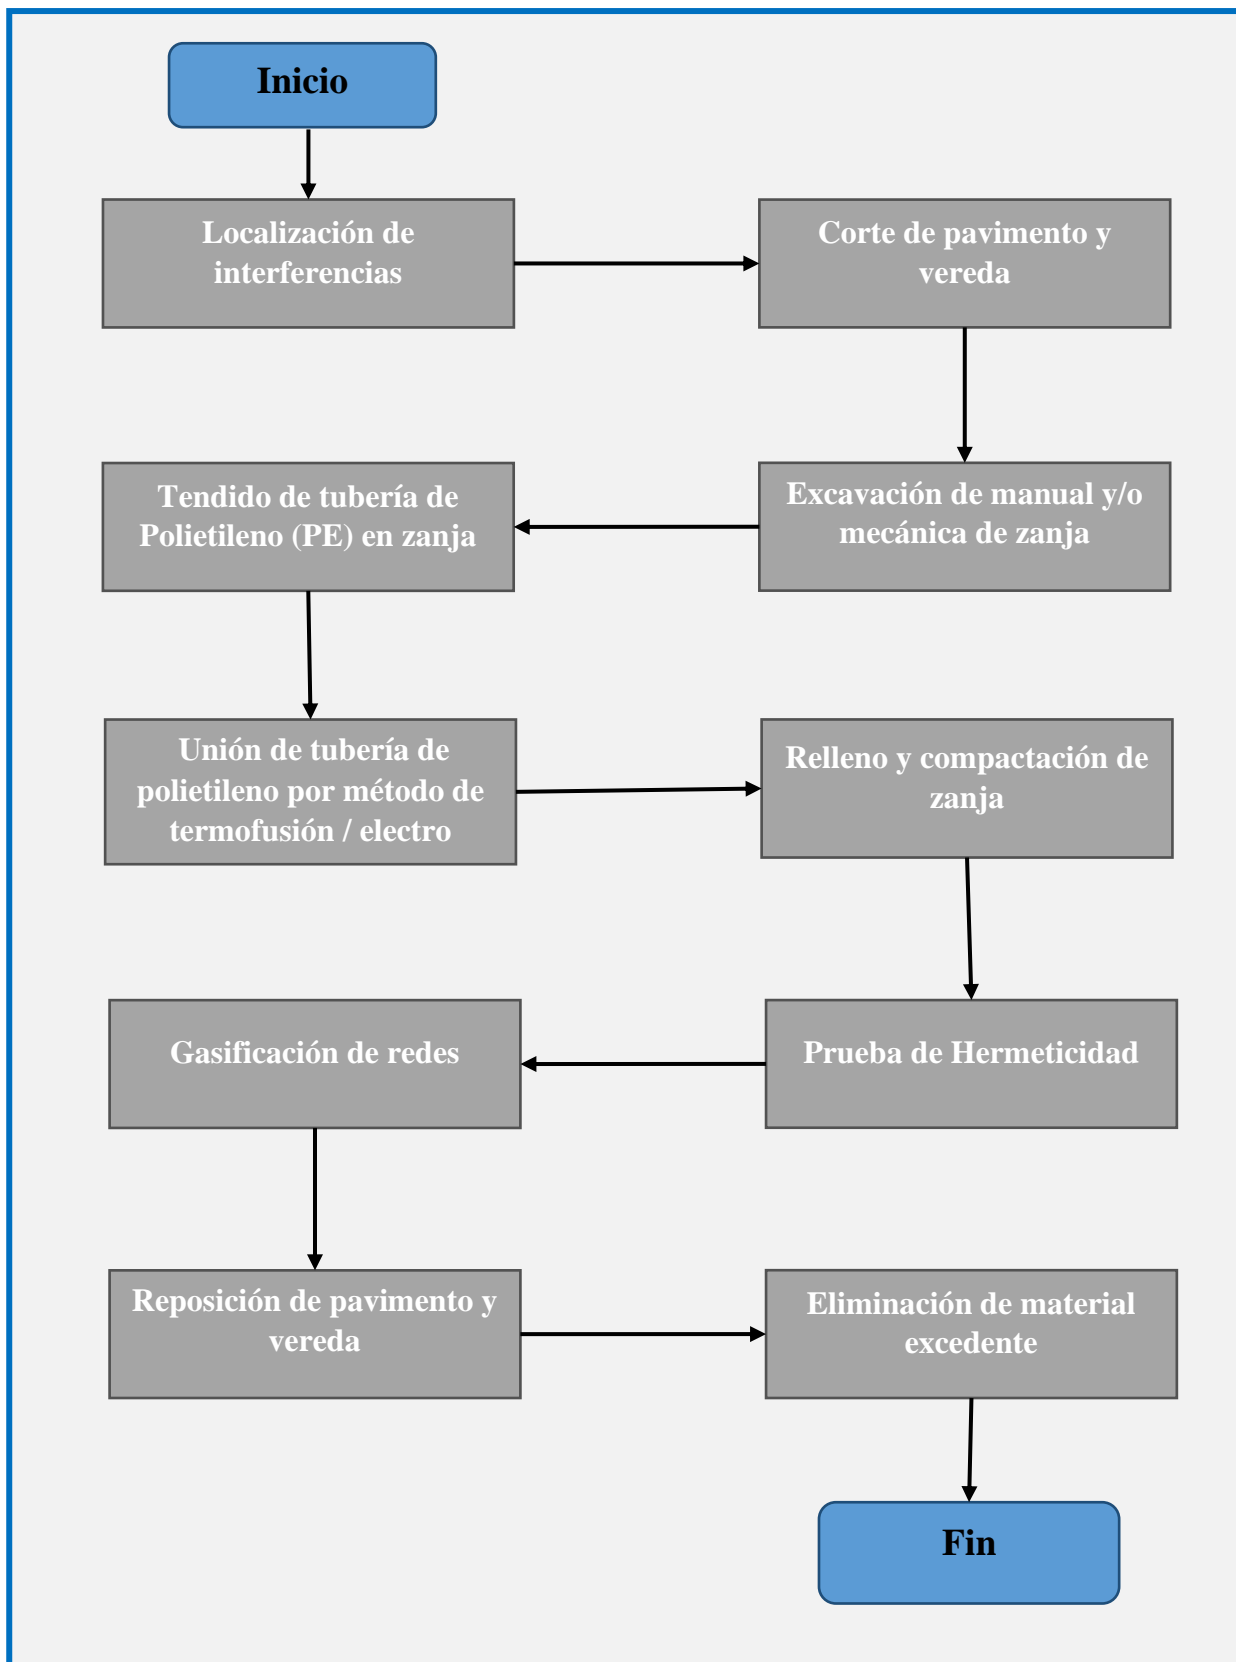 Inicio
Localización de
interferencias
Corte de pavimento y
vereda
Excavación de manual y/o
mecánica de zanja
Tendido de tubería de
Polietileno (PE) en zanja
Unión de tubería de
polietileno por método de
termofusión / electro
Relleno y compactación de
zanja
Prueba de Hermeticidad
Gasificación de redes
Reposición de pavimento y
vereda
Eliminación de material
excedente
Fin